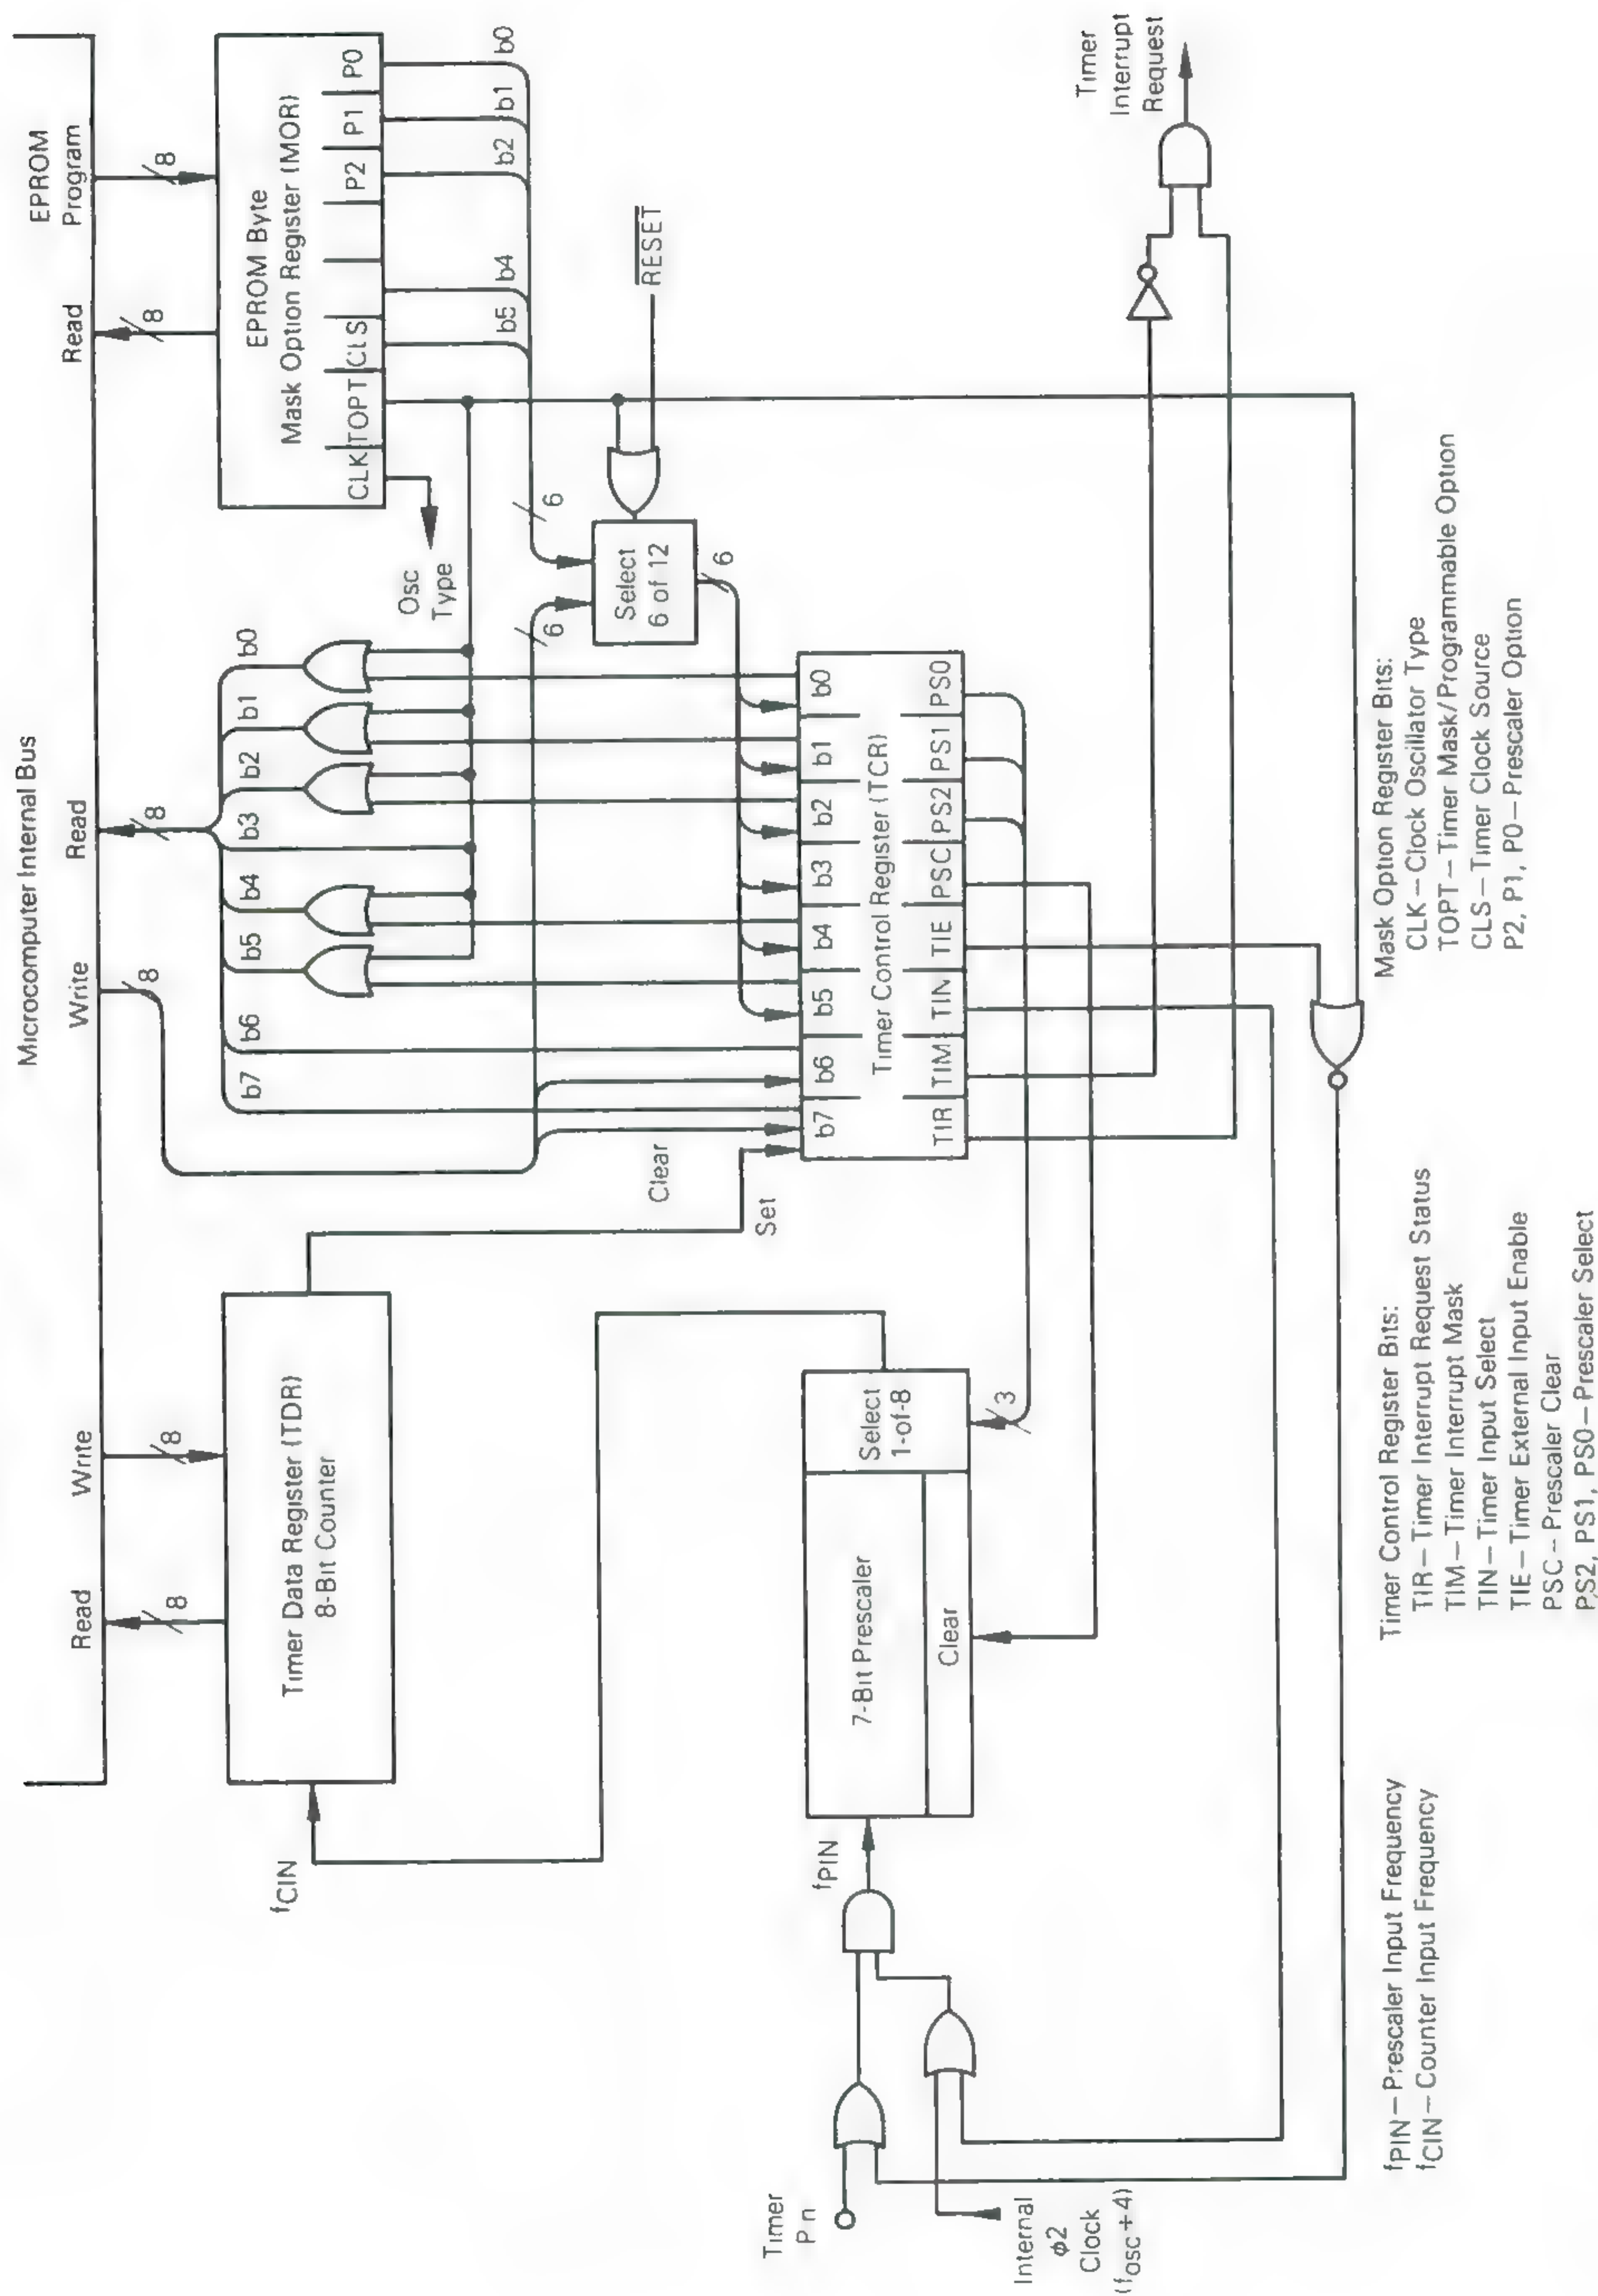 Microcomputer Internal Bus
Read
Write
Write
Read
Read
EPROM
Program
8
8
8
8
8
8
Timer Data Register (TDR)
8-Bit Counter
fCIN
b7
b6
b5
b4
b3
b2
b1
b0
EPROM Byte
Mask Option Register (MOR)
CLK
TOPT
CLS
P2
P1
P0
b5
b4
b2
b1
b0
Osc
Type
6
6
RESET
Select
6 of 12
6
Clear
Set
b7
b6
b5
b4
b3
b2
b1
b0
Timer Control Register (TCR)
TIR
TIM
TIN
TIE
PSC
PS2
PS1
PS0
Timer
P n
fPIN
7-Bit Prescaler
Select
1-of-8
Clear
3
Internal
ϕ2
Clock
(fosc ÷ 4)
Timer
Interrupt
Request
fPIN – Prescaler Input Frequency
fCIN – Counter Input Frequency
Timer Control Register Bits:
TIR – Timer Interrupt Request Status
TIM – Timer Interrupt Mask
TIN – Timer Input Select
TIE – Timer External Input Enable
PSC – Prescaler Clear
PS2, PS1, PS0 – Prescaler Select
Mask Option Register Bits:
CLK – Clock Oscillator Type
TOPT – Timer Mask/Programmable Option
CLS – Timer Clock Source
P2, P1, P0 – Prescaler Option